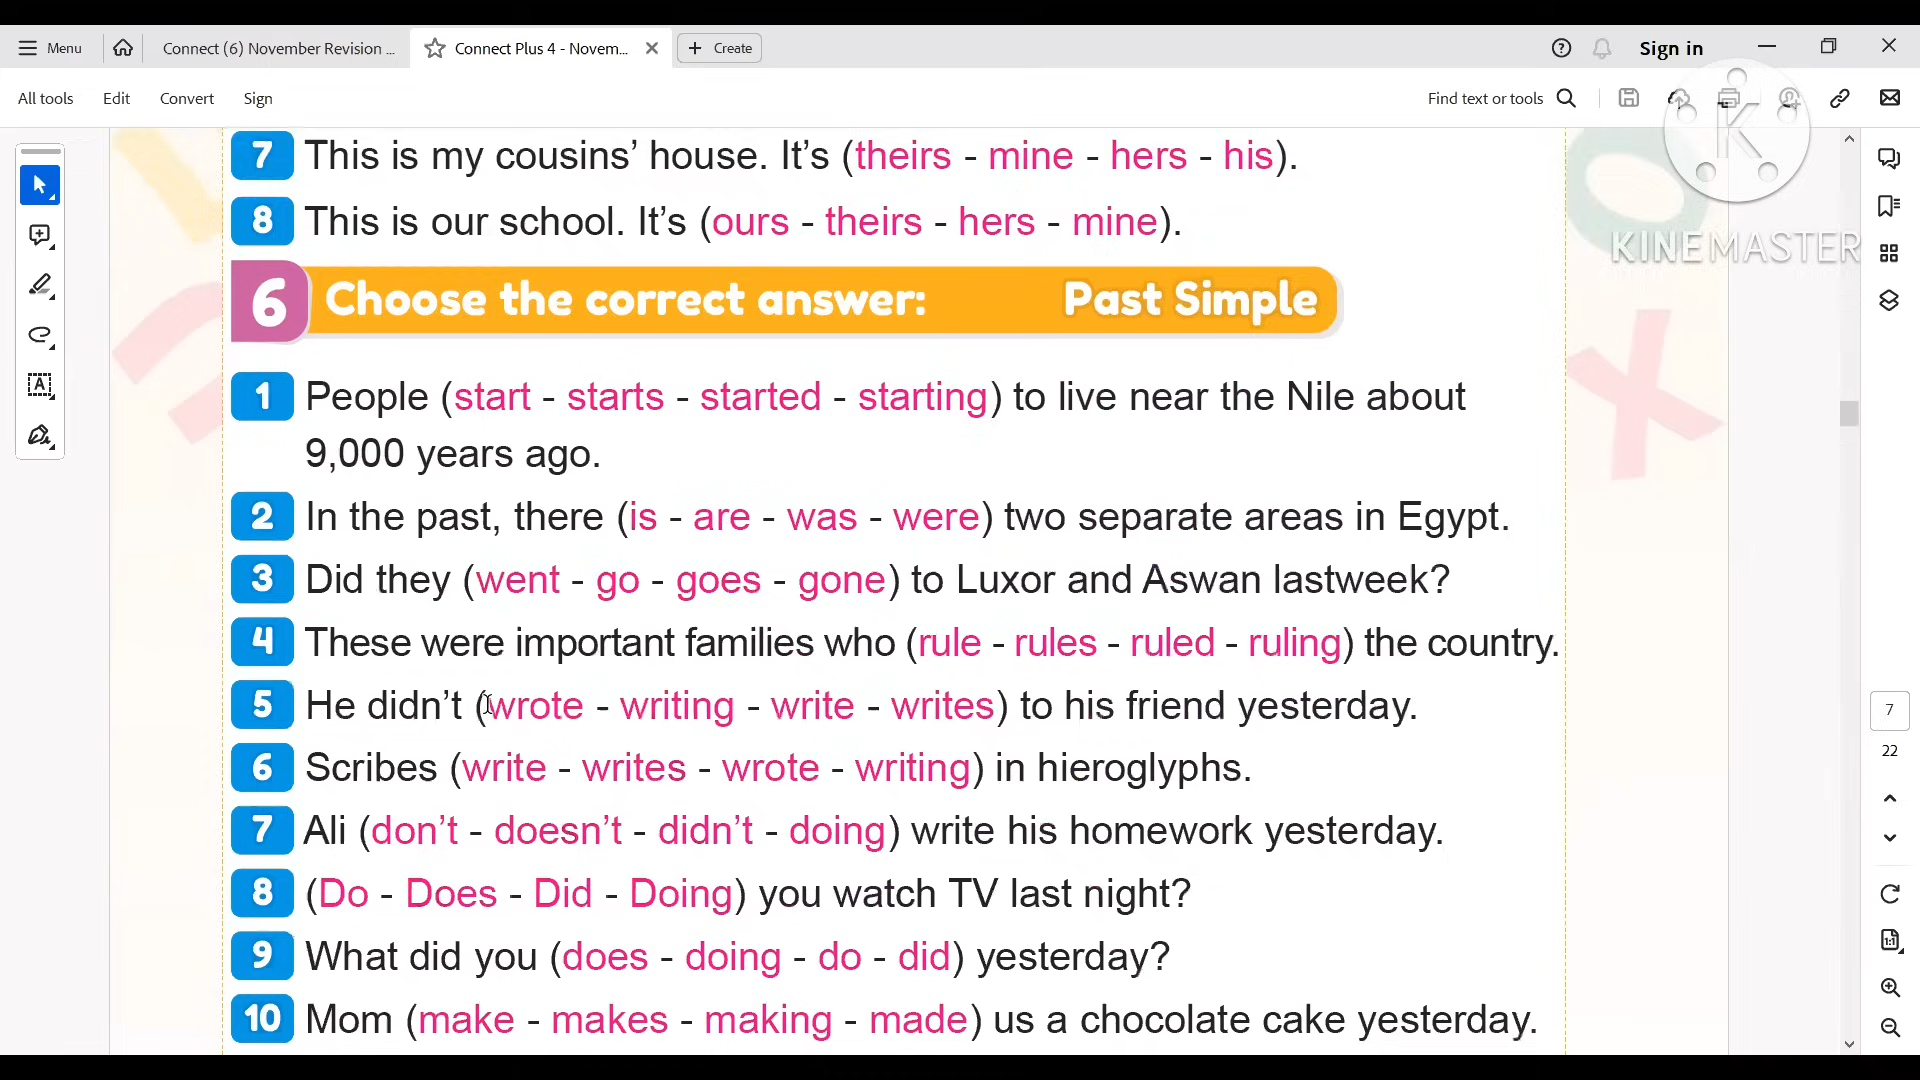 Menu
Connect (6) November Revision ...
Connect Plus 4 - Novem...
Create
Sign in
All tools
Edit
Convert
Sign
Find text or tools
KINEMASTER
7 This is my cousins’ house. It’s (theirs - mine - hers - his).
8 This is our school. It’s (ours - theirs - hers - mine).
6 Choose the correct answer: Past Simple
1 People (start - starts - started - starting) to live near the Nile about
9,000 years ago.
2 In the past, there (is - are - was - were) two separate areas in Egypt.
3 Did they (went - go - goes - gone) to Luxor and Aswan lastweek?
4 These were important families who (rule - rules - ruled - ruling) the country.
5 He didn’t (wrote - writing - write - writes) to his friend yesterday.
6 Scribes (write - writes - wrote - writing) in hieroglyphs.
7 Ali (don’t - doesn’t - didn’t - doing) write his homework yesterday.
8 (Do - Does - Did - Doing) you watch TV last night?
9 What did you (does - doing - do - did) yesterday?
10 Mom (make - makes - making - made) us a chocolate cake yesterday.
7
22